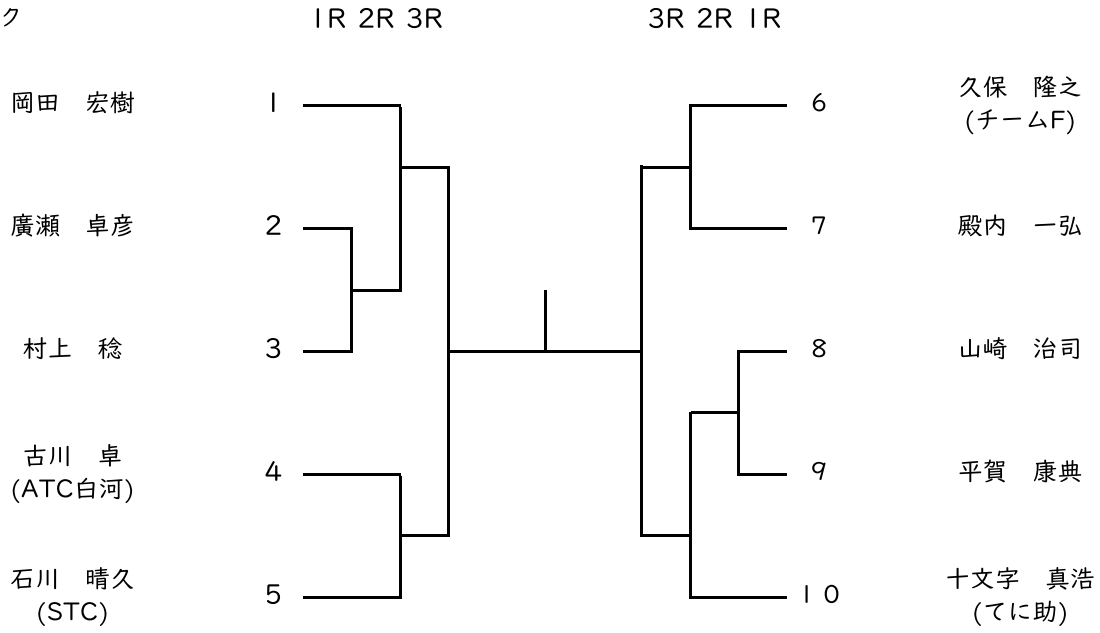 ク
1R 2R 3R 3R 2R 1R
岡田　宏樹 1 6 久保　隆之
(チームF)
廣瀬　卓彦 2 7 殿内　一弘
村上　稔 3 8 山崎　治司
古川　卓 4 9 平賀　康典
(ATC白河)
石川　晴久 5 10 十文字　真浩
(STC) (てに助)